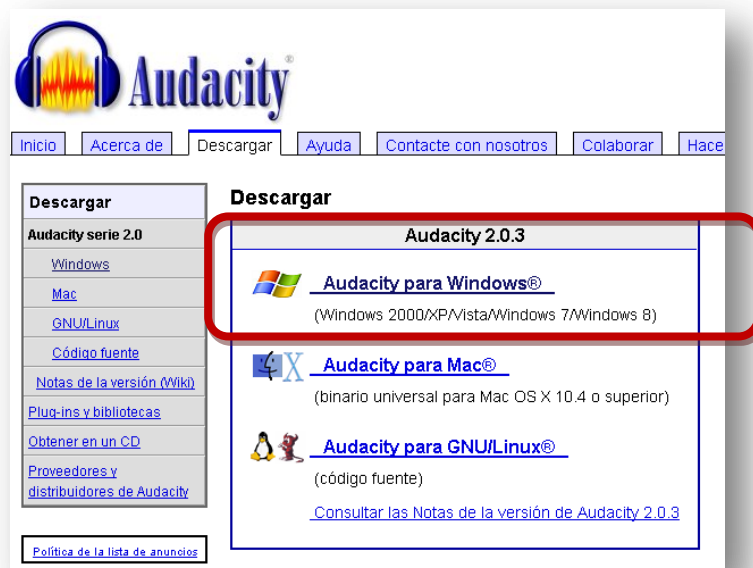 Audacity®
Inicio
Acerca de
Descargar
Ayuda
Contacte con nosotros
Colaborar
Hace
Descargar
Audacity serie 2.0
Windows
Mac
GNU/Linux
Código fuente
Notas de la versión (Wiki)
Plug-ins y bibliotecas
Obtener en un CD
Proveedores y
distribuidores de Audacity
Política de la lista de anuncios
Descargar
Audacity 2.0.3
Audacity para Windows®
(Windows 2000/XP/Vista/Windows 7/Windows 8)
X
Audacity para Mac®
(binario universal para Mac OS X 10.4 o superior)
Audacity para GNU/Linux®
(código fuente)
Consultar las Notas de la versión de Audacity 2.0.3